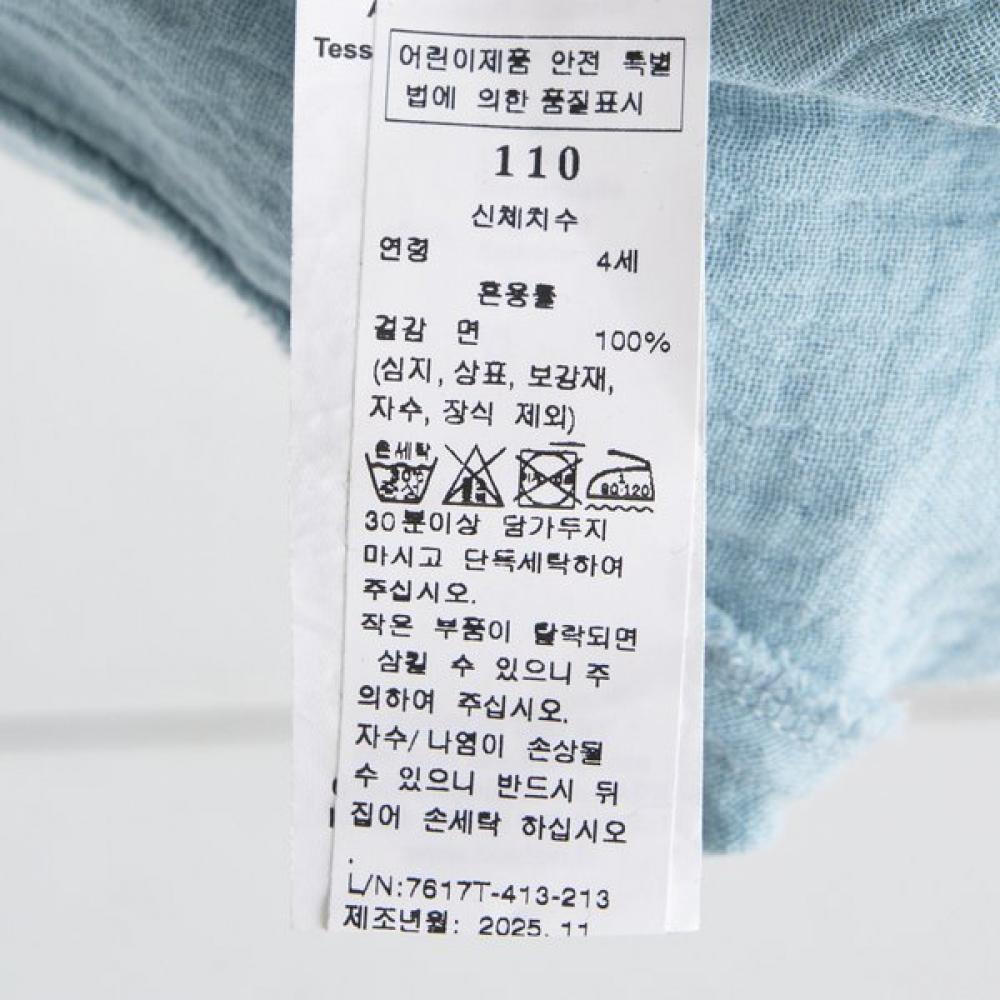 Tess
어린이제품 안전 특별
법에 의한 품질표시
110
신체치수
연령 4세
혼용률
겉감 면 100%
(심지, 상표, 보강재,
자수, 장식 제외)
손세탁
30℃
80-120
30분이상 담가두지
마시고 단독세탁하여
주십시오.
작은 부품이 탈락되면
삼킬 수 있으니 주
의하여 주십시오.
자수/나염이 손상될
수 있으니 반드시 뒤
집어 손세탁 하십시오
.
L/N:7617T-413-213
제조년월: 2025. 11